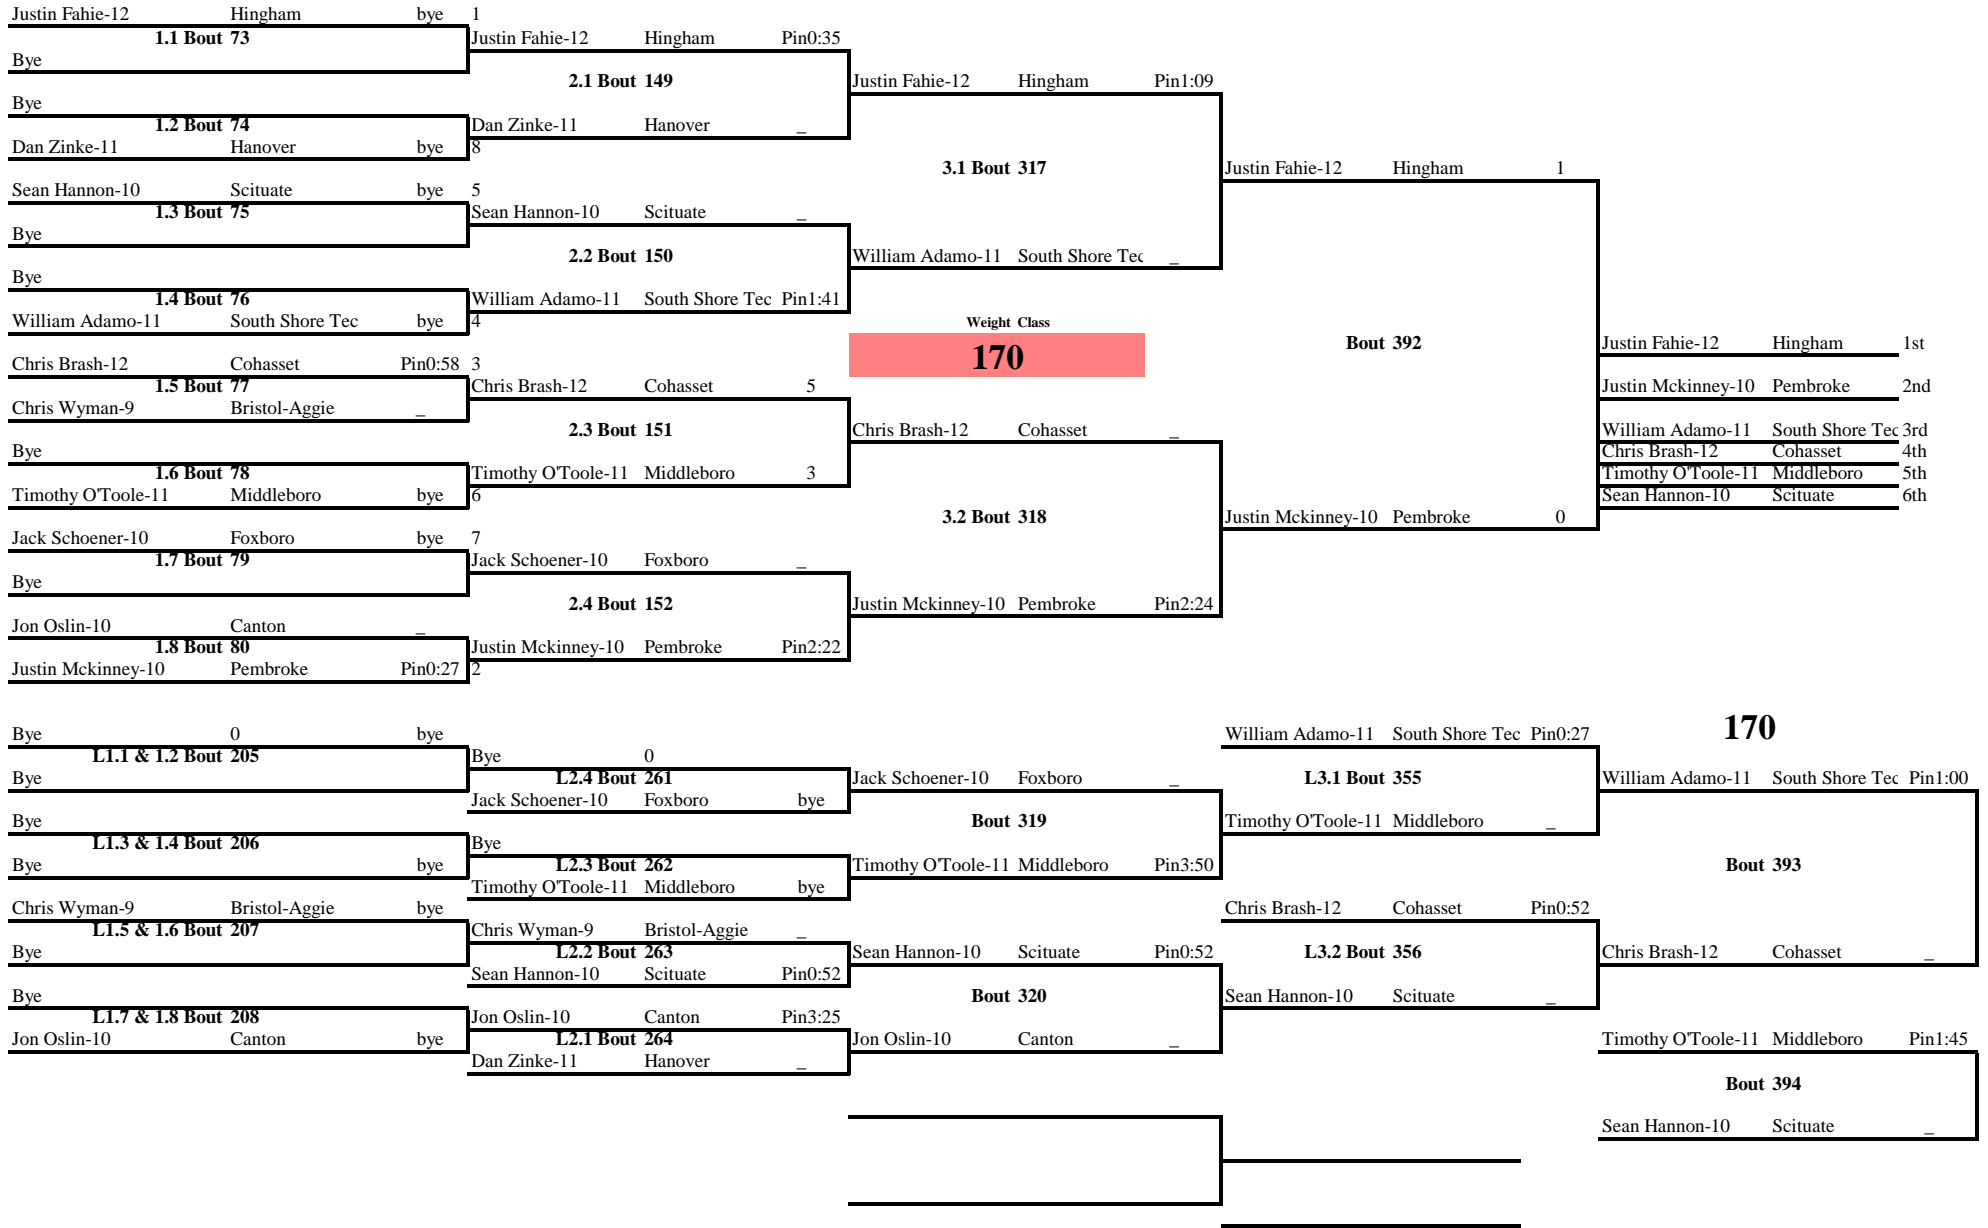 Justin Fahie-12 Hingham bye 1
1.1 Bout 73 Justin Fahie-12 Hingham Pin0:35
Bye
2.1 Bout 149 Justin Fahie-12 Hingham Pin1:09
Bye
1.2 Bout 74 Dan Zinke-11 Hanover _
Dan Zinke-11 Hanover bye 8
3.1 Bout 317 Justin Fahie-12 Hingham 1
Sean Hannon-10 Scituate bye 5
1.3 Bout 75 Sean Hannon-10 Scituate _
Bye
2.2 Bout 150 William Adamo-11 South Shore Tec _
Bye
1.4 Bout 76 William Adamo-11 South Shore Tec Pin1:41
William Adamo-11 South Shore Tec bye 4 Weight Class
170 Bout 392 Justin Fahie-12 Hingham 1st
Chris Brash-12 Cohasset Pin0:58 3
1.5 Bout 77 Chris Brash-12 Cohasset 5 Justin Mckinney-10 Pembroke 2nd
Chris Wyman-9 Bristol-Aggie _
2.3 Bout 151 Chris Brash-12 Cohasset _ William Adamo-11 South Shore Tec 3rd
Bye Chris Brash-12 Cohasset 4th
1.6 Bout 78 Timothy O'Toole-11 Middleboro 3 Timothy O'Toole-11 Middleboro 5th
Timothy O'Toole-11 Middleboro bye 6 Sean Hannon-10 Scituate 6th
3.2 Bout 318 Justin Mckinney-10 Pembroke 0
Jack Schoener-10 Foxboro bye 7
1.7 Bout 79 Jack Schoener-10 Foxboro _
Bye
2.4 Bout 152 Justin Mckinney-10 Pembroke Pin2:24
Jon Oslin-10 Canton _
1.8 Bout 80 Justin Mckinney-10 Pembroke Pin2:22
Justin Mckinney-10 Pembroke Pin0:27 2
Bye 0 bye William Adamo-11 South Shore Tec Pin0:27 170
L1.1 & 1.2 Bout 205 Bye 0
Bye L2.4 Bout 261 Jack Schoener-10 Foxboro _ L3.1 Bout 355 William Adamo-11 South Shore Tec Pin1:00
Jack Schoener-10 Foxboro bye
Bye Bout 319 Timothy O'Toole-11 Middleboro _
L1.3 & 1.4 Bout 206 Bye
Bye bye L2.3 Bout 262 Timothy O'Toole-11 Middleboro Pin3:50 Bout 393
Timothy O'Toole-11 Middleboro bye
Chris Wyman-9 Bristol-Aggie bye Chris Brash-12 Cohasset Pin0:52
L1.5 & 1.6 Bout 207 Chris Wyman-9 Bristol-Aggie _
Bye L2.2 Bout 263 Sean Hannon-10 Scituate Pin0:52 L3.2 Bout 356 Chris Brash-12 Cohasset _
Sean Hannon-10 Scituate Pin0:52
Bye Bout 320 Sean Hannon-10 Scituate _
L1.7 & 1.8 Bout 208 Jon Oslin-10 Canton Pin3:25
Jon Oslin-10 Canton bye L2.1 Bout 264 Jon Oslin-10 Canton _ Timothy O'Toole-11 Middleboro Pin1:45
Dan Zinke-11 Hanover _
Bout 394
Sean Hannon-10 Scituate _